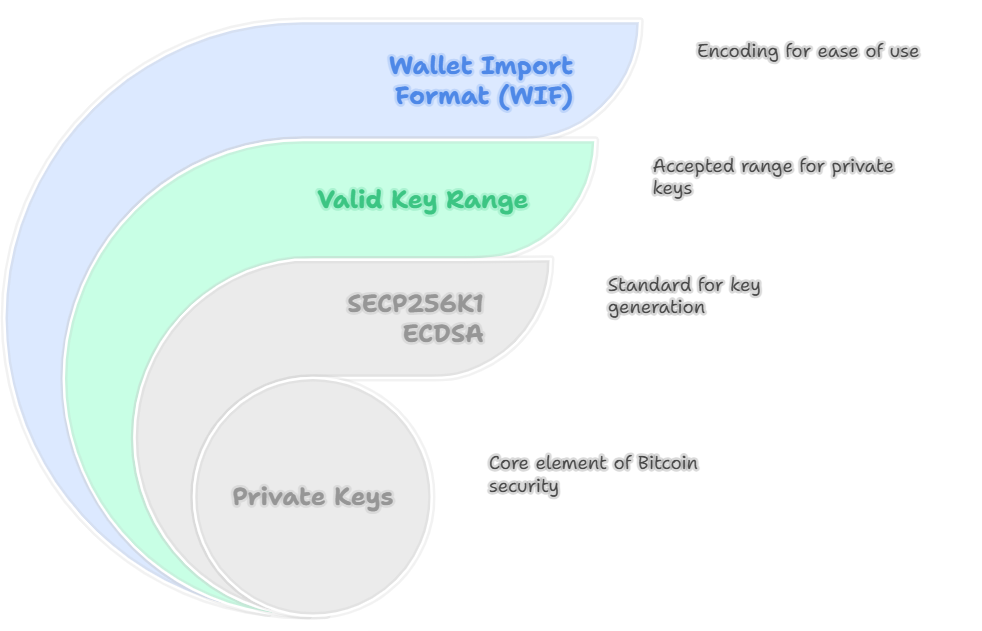 Wallet Import
Format (WIF)
Encoding for ease of use
Valid Key Range
Accepted range for private
keys
SECP256K1
ECDSA
Standard for key
generation
Private Keys
Core element of Bitcoin
security